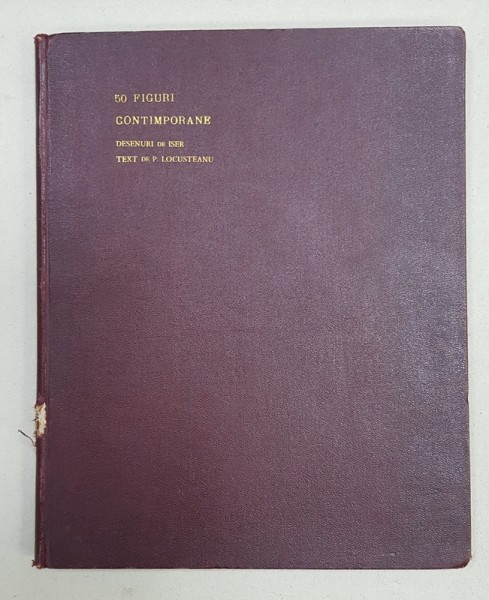 50 FIGURI
CONTIMPORANE
DESENURI DE ISER
TEXT DE P. LOCUSTEANU